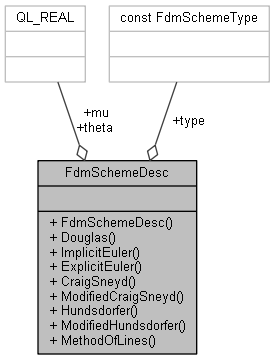 QL_REAL
const FdmSchemeType
+mu
+theta
+type
FdmSchemeDesc
+ FdmSchemeDesc()
+ Douglas()
+ ImplicitEuler()
+ ExplicitEuler()
+ CraigSneyd()
+ ModifiedCraigSneyd()
+ Hundsdorfer()
+ ModifiedHundsdorfer()
+ MethodOfLines()